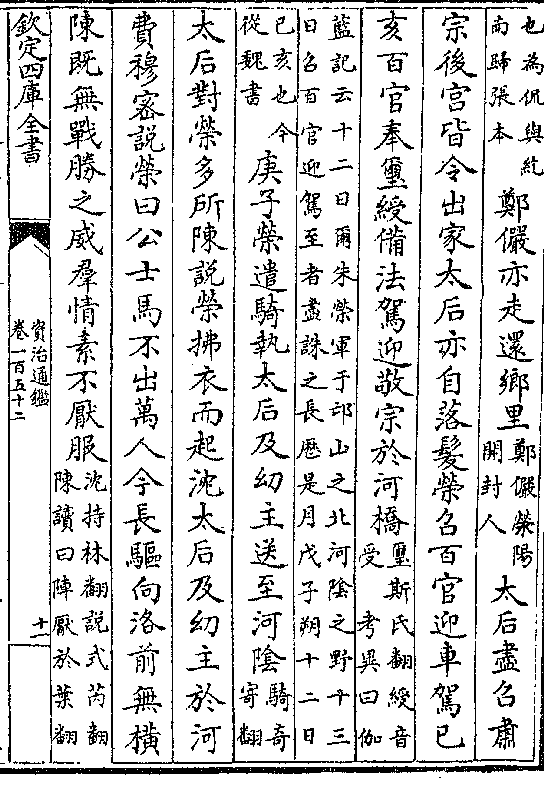 也為侃與紇
南歸張本
鄭儼亦走還鄉里
鄭儼滎陽
開封人
太后盡召肅
宗後宫皆令出家太后亦自落髮榮召百官迎車駕已
亥百官奉璽綬備法駕迎敬宗於河橋
璽斯氏翻綬音
受 考異曰伽
藍記云十二日爾朱榮軍于邙山之北河陰之野十三
日召百官迎駕至者盡誅之長厯是月戊子朔十二日
已亥也今
從魏書
庚子榮遣騎執太后及幼主送至河陰
騎奇
寄翻
太后對榮多所陳說榮拂衣而起沈太后及幼主於河
費穆密説榮曰公士馬不出萬人今長驅向洛前無横
陳既無戰勝之威羣情素不厭服
沈持林翻説式芮翻
陳讀曰陣厭於葉翻
欽定四庫全書
資治通鑑
卷一百五十二
十一